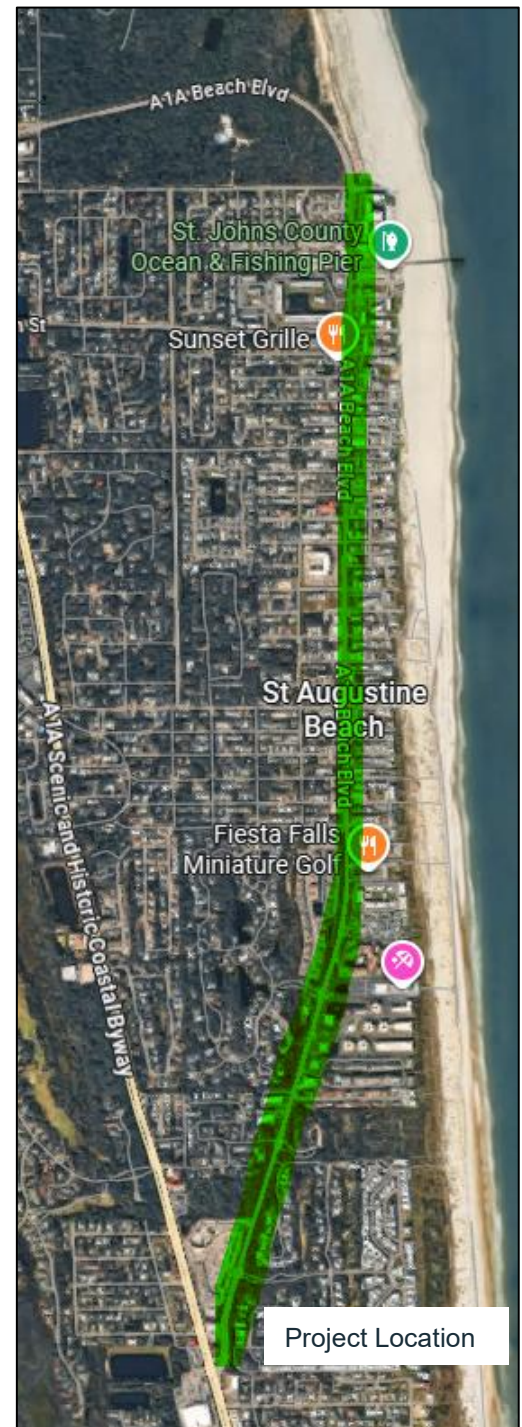 A1A Beach Blvd
St. Johns County
Ocean & Fishing Pier
Sunset Grille
A1A Beach Blvd
St Augustine
Beach
A1A Beach Blvd
Fiesta Falls
Miniature Golf
A1A Scenic and Historic Coastal Byway
Project Location